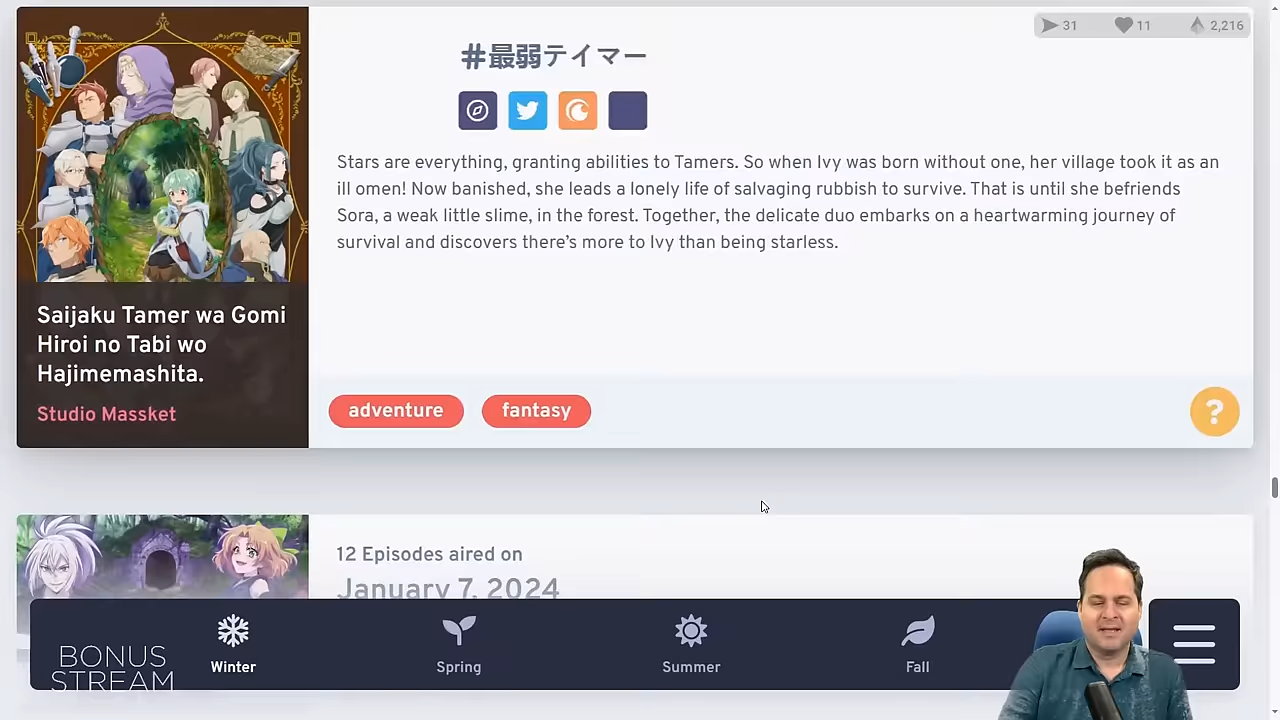 31
11
2,216
#最弱テイマー
Stars are everything, granting abilities to Tamers. So when Ivy was born without one, her village took it as an
ill omen! Now banished, she leads a lonely life of salvaging rubbish to survive. That is until she befriends
Sora, a weak little slime, in the forest. Together, the delicate duo embarks on a heartwarming journey of
survival and discovers there’s more to Ivy than being starless.
Saijaku Tamer wa Gomi
Hiroi no Tabi wo
Hajimemashita.
Studio Massket
adventure
fantasy
?
12 Episodes aired on
January 7, 2024
BONUS
STREAM
Winter
Spring
Summer
Fall